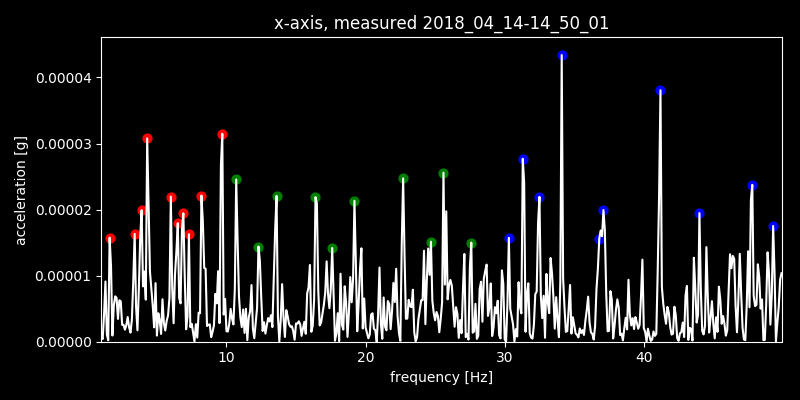 x-axis, measured 2018_04_14-14_50_01
0.00004
0.00003
0.00002
0.00001
0.00000
acceleration [g]
10 20 30 40
frequency [Hz]